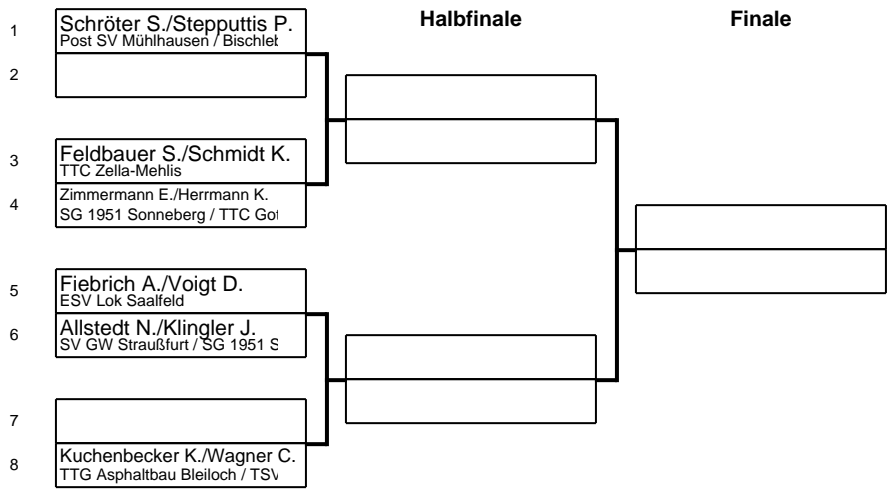 Halbfinale
Finale
1
Schröter S./Stepputtis P.
Post SV Mühlhausen / Bischleb
2
3
Feldbauer S./Schmidt K.
TTC Zella-Mehlis
4
Zimmermann E./Herrmann K.
SG 1951 Sonneberg / TTC Got
5
Fiebrich A./Voigt D.
ESV Lok Saalfeld
6
Allstedt N./Klingler J.
SV GW Straußfurt / SG 1951 S
7
8
Kuchenbecker K./Wagner C.
TTG Asphaltbau Bleiloch / TSV